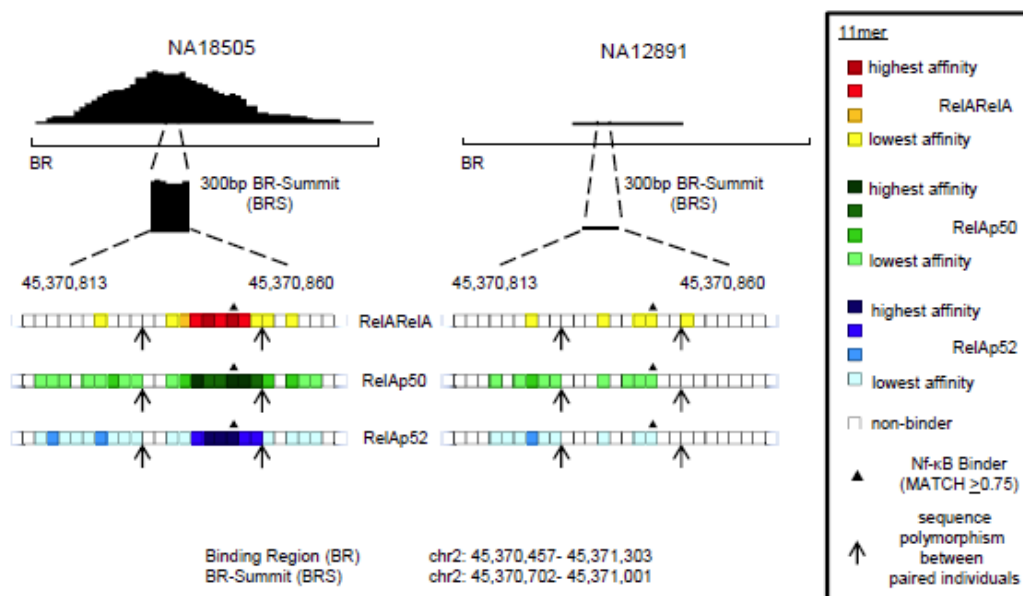 NA18505
NA12891
BR
BR
300bp BR-Summit
(BRS)
300bp BR-Summit
(BRS)
45,370,813
45,370,860
45,370,813
45,370,860
RelARelA
RelAp50
RelAp52
Binding Region (BR) chr2: 45,370,457- 45,371,303
BR-Summit (BRS) chr2: 45,370,702- 45,371,001
11mer
highest affinity
RelARelA
lowest affinity
highest affinity
RelAp50
lowest affinity
highest affinity
RelAp52
lowest affinity
non-binder
Nf-κB Binder
(MATCH ≥0.75)
sequence
polymorphism
between
paired individuals